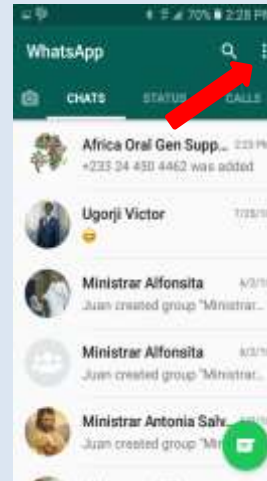 70% 2:28 PM
WhatsApp
CHATS STATUS CALLS
Africa Oral Gen Supp...
+233 24 450 4462 was added
Ugorji Victor
Ministrar Alfonsita
Juan created group "Ministrar...
Ministrar Alfonsita
Juan created group "Ministrar...
Ministrar Antonia Salv
Juan created group "Mi